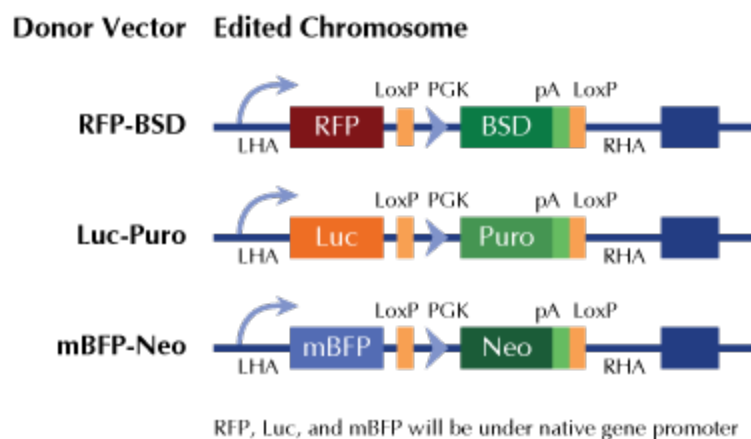 Donor Vector Edited Chromosome
LoxP PGK pA LoxP
RFP-BSD RFP BSD
LHA RHA
LoxP PGK pA LoxP
Luc-Puro Luc Puro
LHA RHA
LoxP PGK pA LoxP
mBFP-Neo mBFP Neo
LHA RHA
RFP, Luc, and mBFP will be under native gene promoter